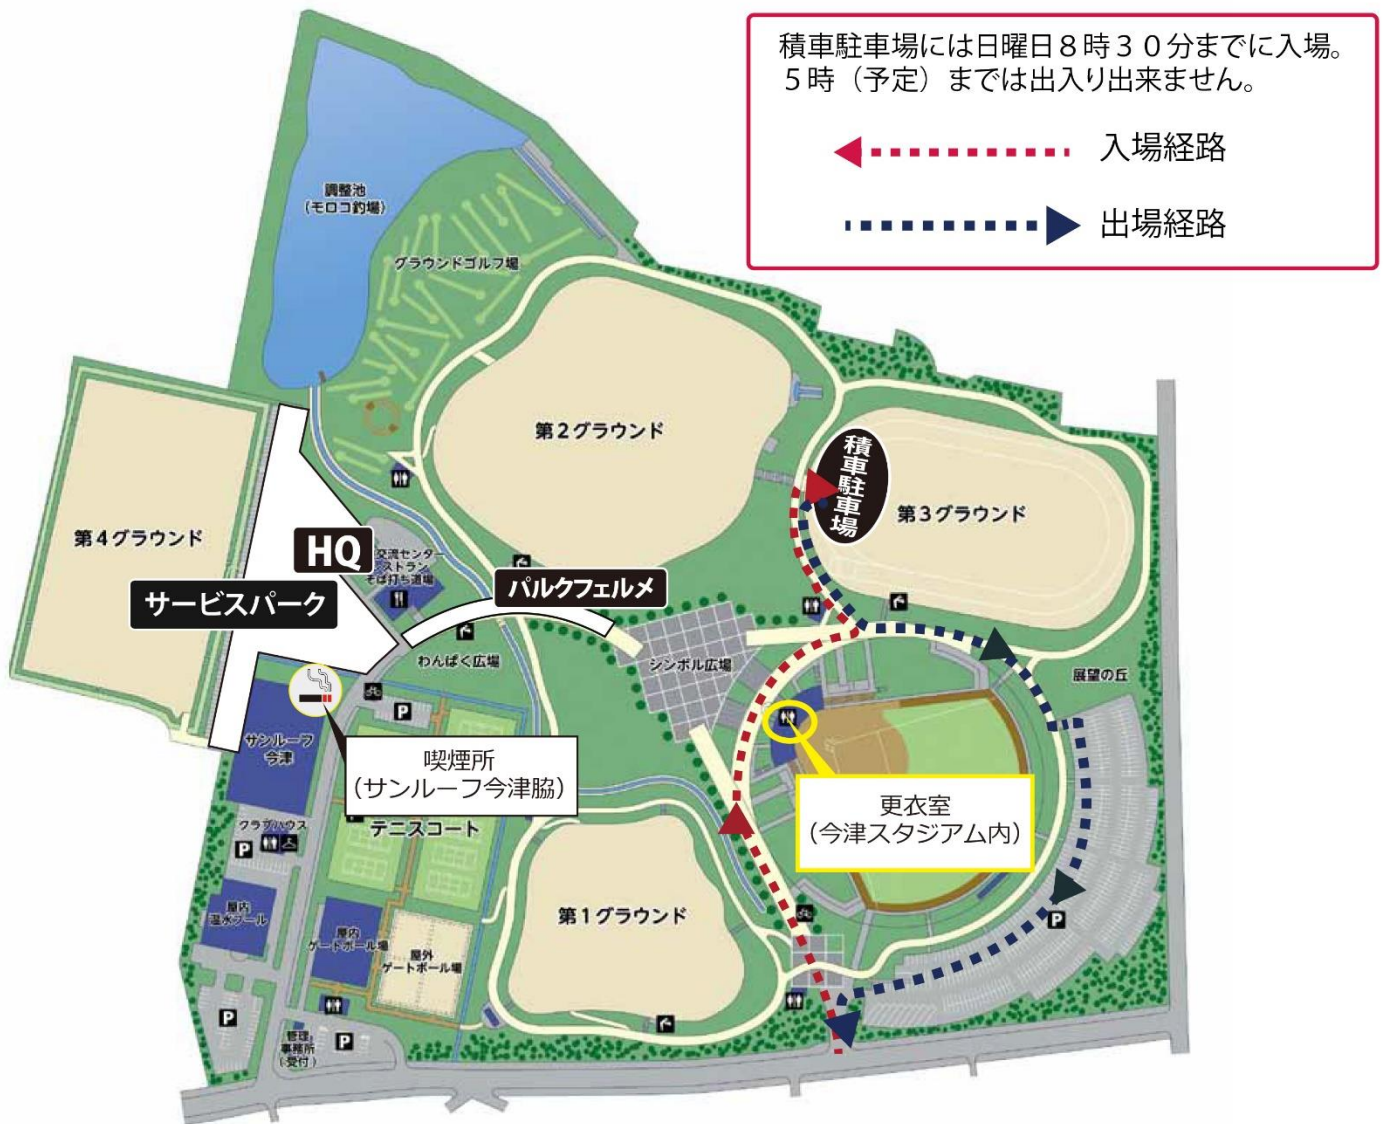 積車駐車場には日曜日８時３０分までに入場。
５時（予定）までは出入り出来ません。
入場経路
出場経路
調整池
（モロコ釣場）
グラウンドゴルフ場
第２グラウンド
積車駐車場
第３グラウンド
第４グラウンド
HQ
交流センター
ストラン
そば打ち道場
サービスパーク
パルクフェルメ
わんぱく広場
シンボル広場
展望の丘
P
サンルーフ
今津
喫煙所
（サンルーフ今津脇）
更衣室
（今津スタジアム内）
クラブハウス
P
テニスコート
屋内
温水プール
屋内
ゲートボール場
屋外
ゲートボール場
第１グラウンド
P
P
管理
事務所
（受付）
P